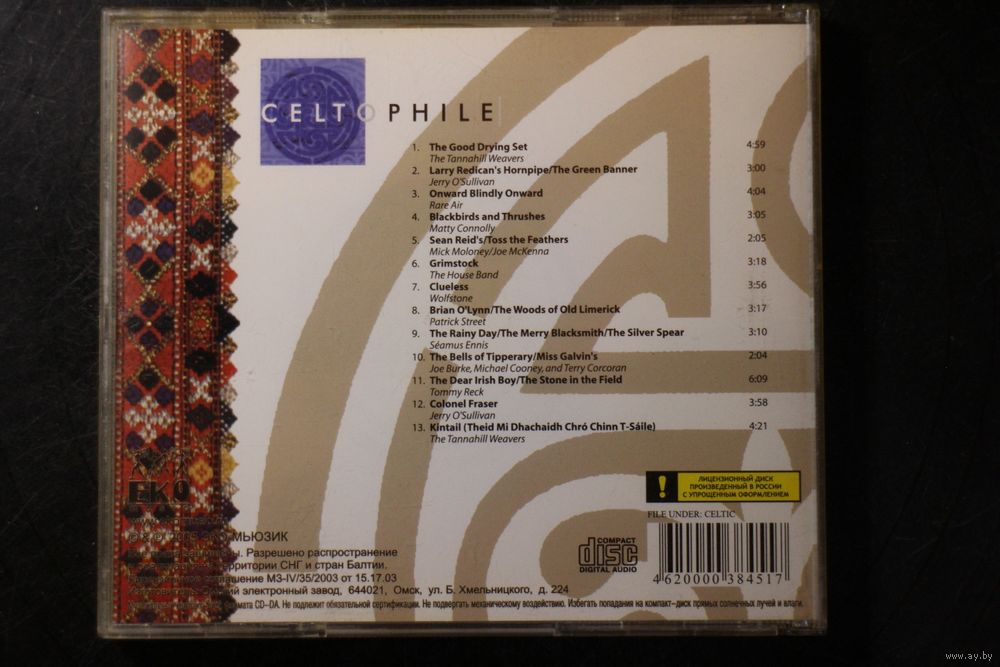 CELTOPHILE
1. The Good Drying Set 4:59
The Tannahill Weavers
2. Larry Redican's Hornpipe/The Green Banner 3:00
Jerry O'Sullivan
3. Onward Blindly Onward 4:04
Rare Air
4. Blackbirds and Thrushes 3:05
Matty Connolly
5. Sean Reid's/Toss the Feathers 2:05
Mick Moloney/Joe McKenna
6. Grimstock 3:18
The House Band
7. Clueless 3:56
Wolfstone
8. Brian O'Lynn/The Woods of Old Limerick 3:17
Patrick Street
9. The Rainy Day/The Merry Blacksmith/The Silver Spear 3:10
Séamus Ennis
10. The Bells of Tipperary/Miss Galvin's 2:04
Joe Burke, Michael Cooney, and Terry Corcoran
11. The Dear Irish Boy/The Stone in the Field 6:09
Tommy Reck
12. Colonel Fraser 3:58
Jerry O'Sullivan
13. Kintail (Theid Mi Dhachaidh Chró Chinn T-Sáile) 4:21
The Tannahill Weavers
!
ЛИЦЕНЗИОННЫЙ ДИСК
ПРОИЗВЕДЕННЫЙ В РОССИИ
С УПРОЩЕННЫМ ОФОРМЛЕНИЕМ
FILE UNDER: CELTIC
МЬЮЗИК
Разрешено распространение
территории СНГ и стран Балтии.
МЗ-IV/35/2003 от 15.17.03
электронный завод, 644021, Омск, ул. Б. Хмельницкого, д. 224
CD-DA. Не подлежит обязательной сертификации. Не подвергать механическому воздействию. Избегать попадания на компакт-диск прямых солнечных лучей и влаги.
COMPACT
disc
DIGITAL AUDIO
4620000384517
www.ay.by